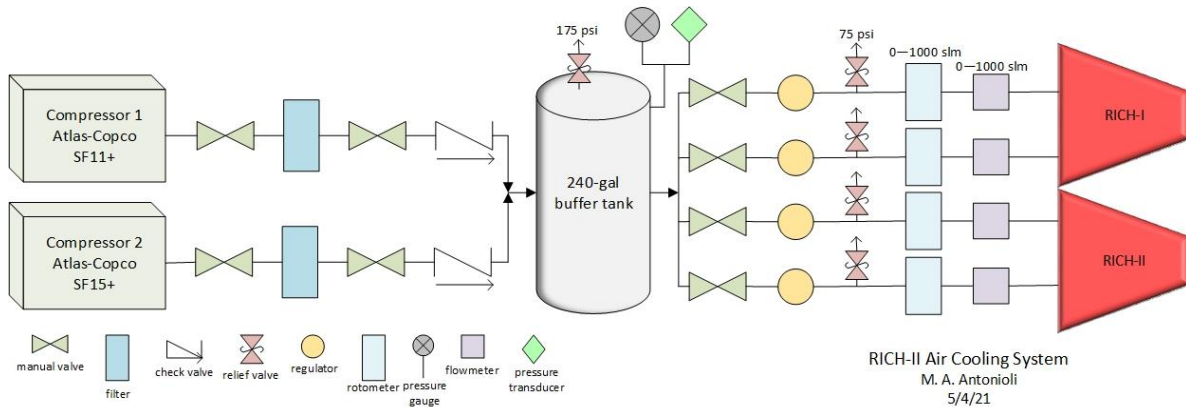 175 psi
75 psi
0—1000 slm
0—1000 slm
Compressor 1
Atlas-Copco
SF11+
RICH-I
240-gal
buffer tank
Compressor 2
Atlas-Copco
SF15+
RICH-II
manual valve
filter
check valve
relief valve
regulator
rotometer
pressure
gauge
flowmeter
pressure
transducer
RICH-II Air Cooling System
M. A. Antonioli
5/4/21